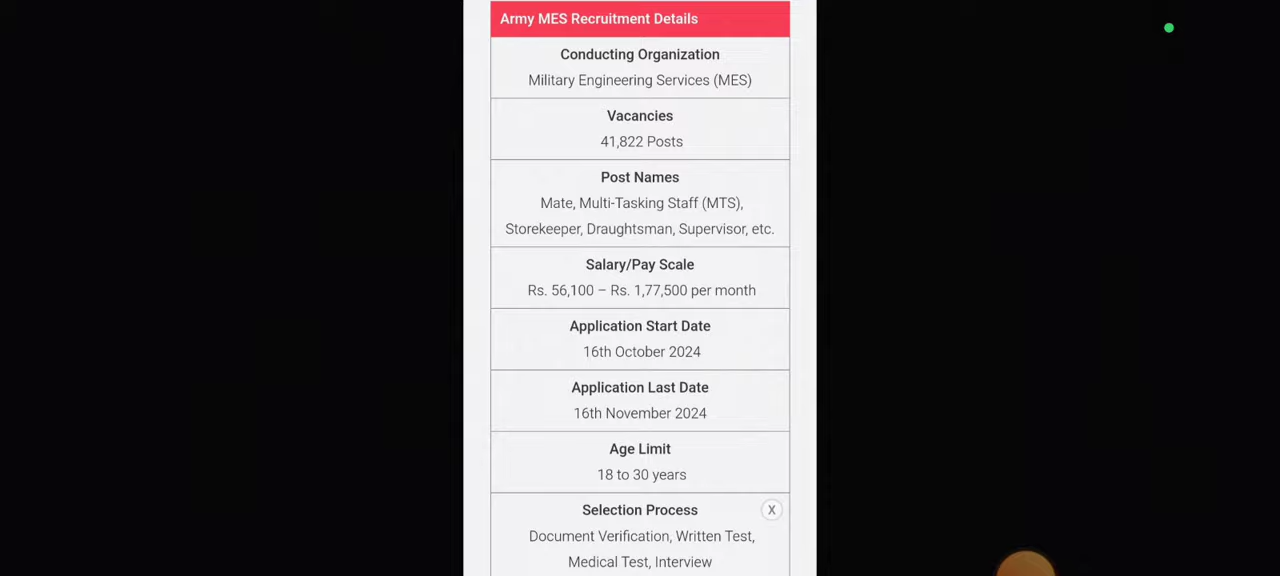 Army MES Recruitment Details
Conducting Organization
Military Engineering Services (MES)
Vacancies
41,822 Posts
Post Names
Mate, Multi-Tasking Staff (MTS),
Storekeeper, Draughtsman, Supervisor, etc.
Salary/Pay Scale
Rs. 56,100 – Rs. 1,77,500 per month
Application Start Date
16th October 2024
Application Last Date
16th November 2024
Age Limit
18 to 30 years
Selection Process
X
Document Verification, Written Test,
Medical Test, Interview